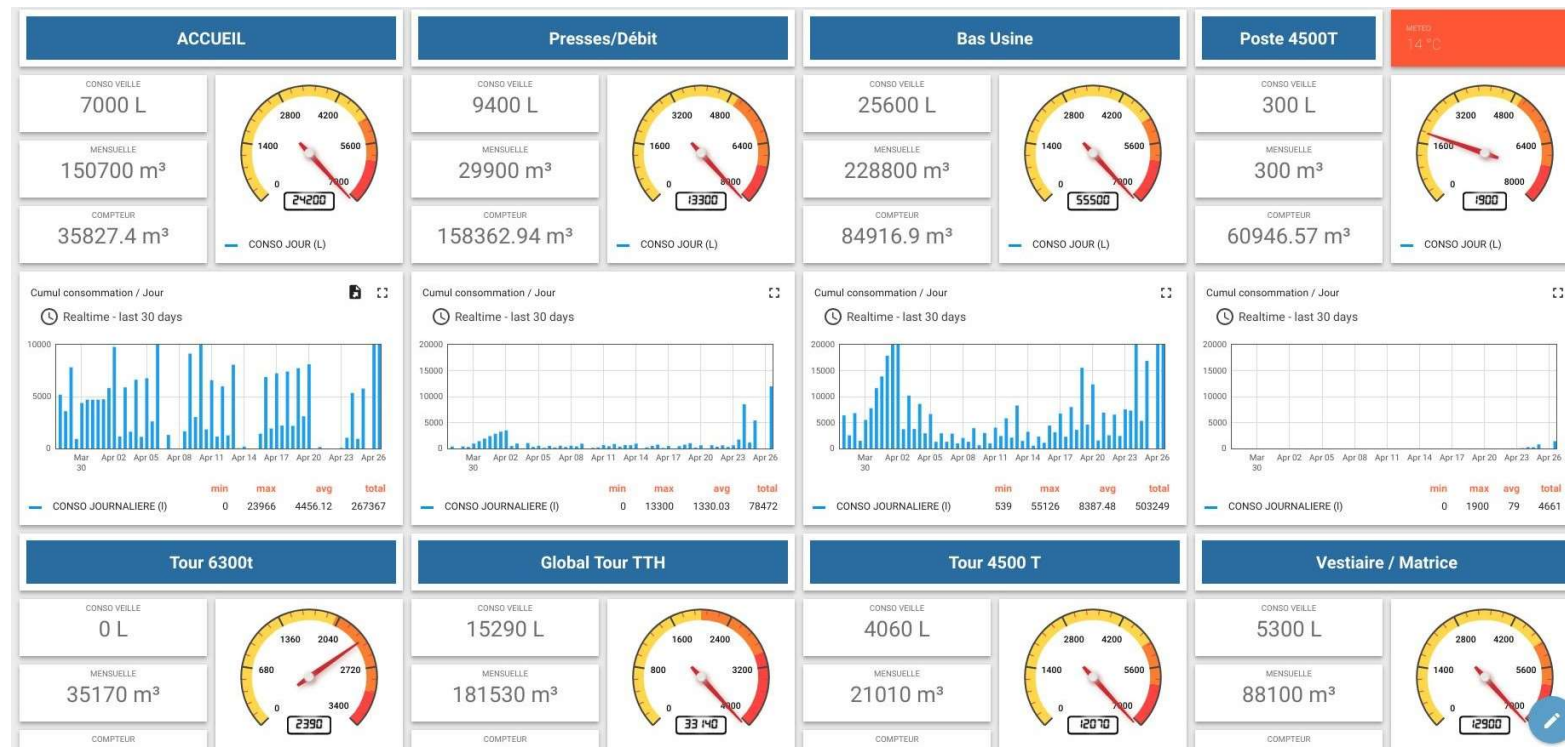 ACCUEIL
Presses/Débit
Bas Usine
Poste 4500T
METEO
14 °C
CONSO VEILLE
7000 L
MENSUELLE
150700 m³
COMPTEUR
35827.4 m³
0 1400 2800 4200 5600 7000
24200
CONSO JOUR (L)
CONSO VEILLE
9400 L
MENSUELLE
29900 m³
COMPTEUR
158362.94 m³
0 1600 3200 4800 6400 8000
13300
CONSO JOUR (L)
CONSO VEILLE
25600 L
MENSUELLE
228800 m³
COMPTEUR
84916.9 m³
0 1400 2800 4200 5600 7000
55500
CONSO JOUR (L)
CONSO VEILLE
300 L
MENSUELLE
300 m³
COMPTEUR
60946.57 m³
0 1600 3200 4800 6400 8000
1900
CONSO JOUR (L)
Cumul consommation / Jour
Realtime - last 30 days
10000
5000
0
Mar 30 Apr 02 Apr 05 Apr 08 Apr 11 Apr 14 Apr 17 Apr 20 Apr 23 Apr 26
min max avg total
CONSO JOURNALIERE (l) 0 23966 4456.12 267367
Cumul consommation / Jour
Realtime - last 30 days
20000
15000
10000
5000
0
Mar 30 Apr 02 Apr 05 Apr 08 Apr 11 Apr 14 Apr 17 Apr 20 Apr 23 Apr 26
min max avg total
CONSO JOURNALIERE (l) 0 13300 1330.03 78472
Cumul consommation / Jour
Realtime - last 30 days
20000
15000
10000
5000
0
Mar 30 Apr 02 Apr 05 Apr 08 Apr 11 Apr 14 Apr 17 Apr 20 Apr 23 Apr 26
min max avg total
CONSO JOURNALIERE (l) 539 55126 8387.48 503249
Cumul consommation / Jour
Realtime - last 30 days
20000
15000
10000
5000
0
Mar 30 Apr 02 Apr 05 Apr 08 Apr 11 Apr 14 Apr 17 Apr 20 Apr 23 Apr 26
min max avg total
CONSO JOURNALIERE (l) 0 1900 79 4661
Tour 6300t
Global Tour TTH
Tour 4500 T
Vestiaire / Matrice
CONSO VEILLE
0 L
MENSUELLE
35170 m³
COMPTEUR
0 680 1360 2040 2720 3400
2390
CONSO VEILLE
15290 L
MENSUELLE
181530 m³
COMPTEUR
0 800 1600 2400 3200 4000
33140
CONSO VEILLE
4060 L
MENSUELLE
21010 m³
COMPTEUR
0 1400 2800 4200 5600 7000
12070
CONSO VEILLE
5300 L
MENSUELLE
88100 m³
COMPTEUR
0 1400 2800 4200 5600 7000
12900